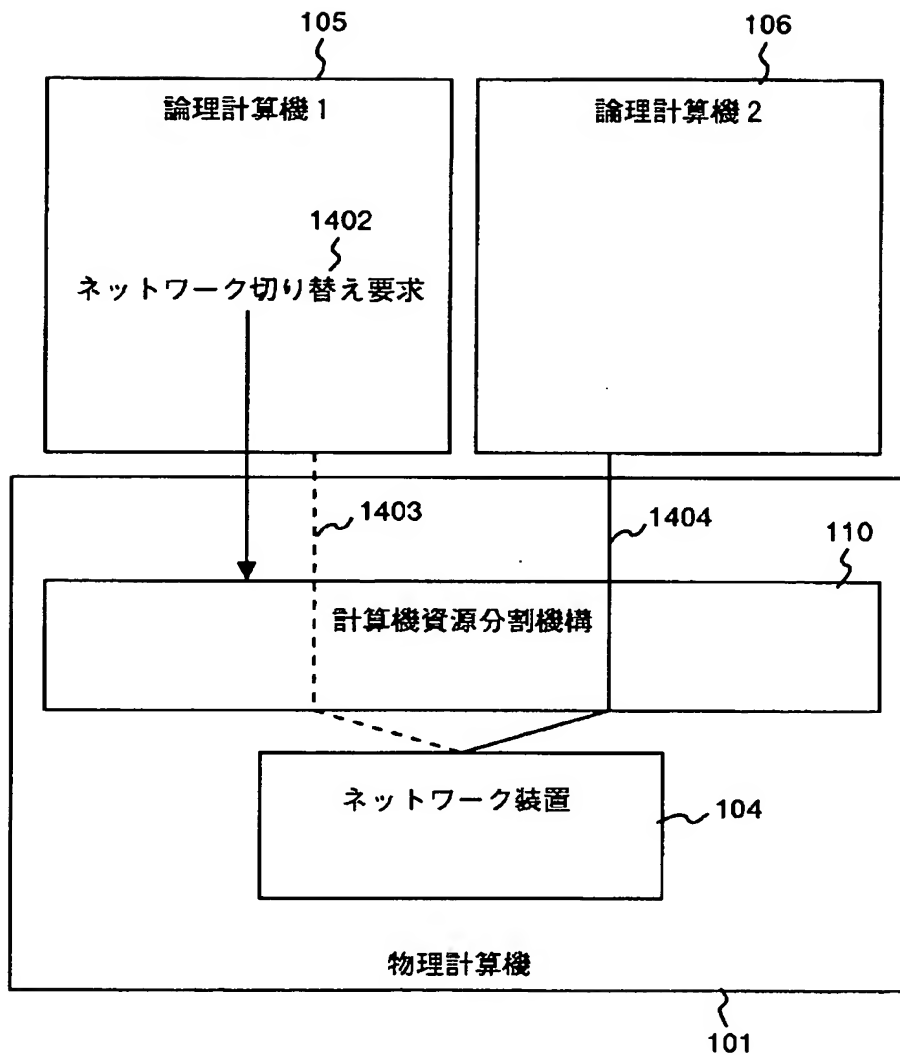 105
106
論理計算機1
論理計算機2
1402
ネットワーク切り替え要求
1403
1404
110
計算機資源分割機構
ネットワーク装置
104
物理計算機
101